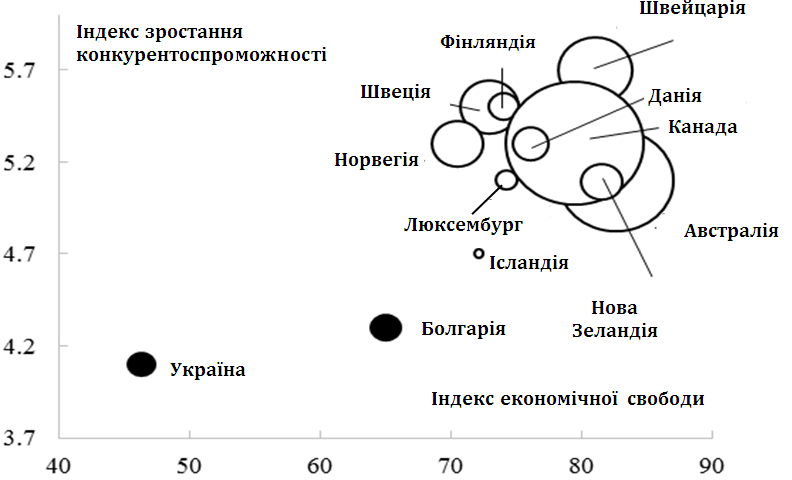 Швейцарія
Індекс зростання
конкурентоспроможності
Фінляндія
5.7
Швеція
Данія
Канада
5.2
Норвегія
Люксембург
Австралія
4.7
Ісландія
Нова
Зеландія
Болгарія
4.2
Україна
Індекс економічної свободи
3.7
40 50 60 70 80 90